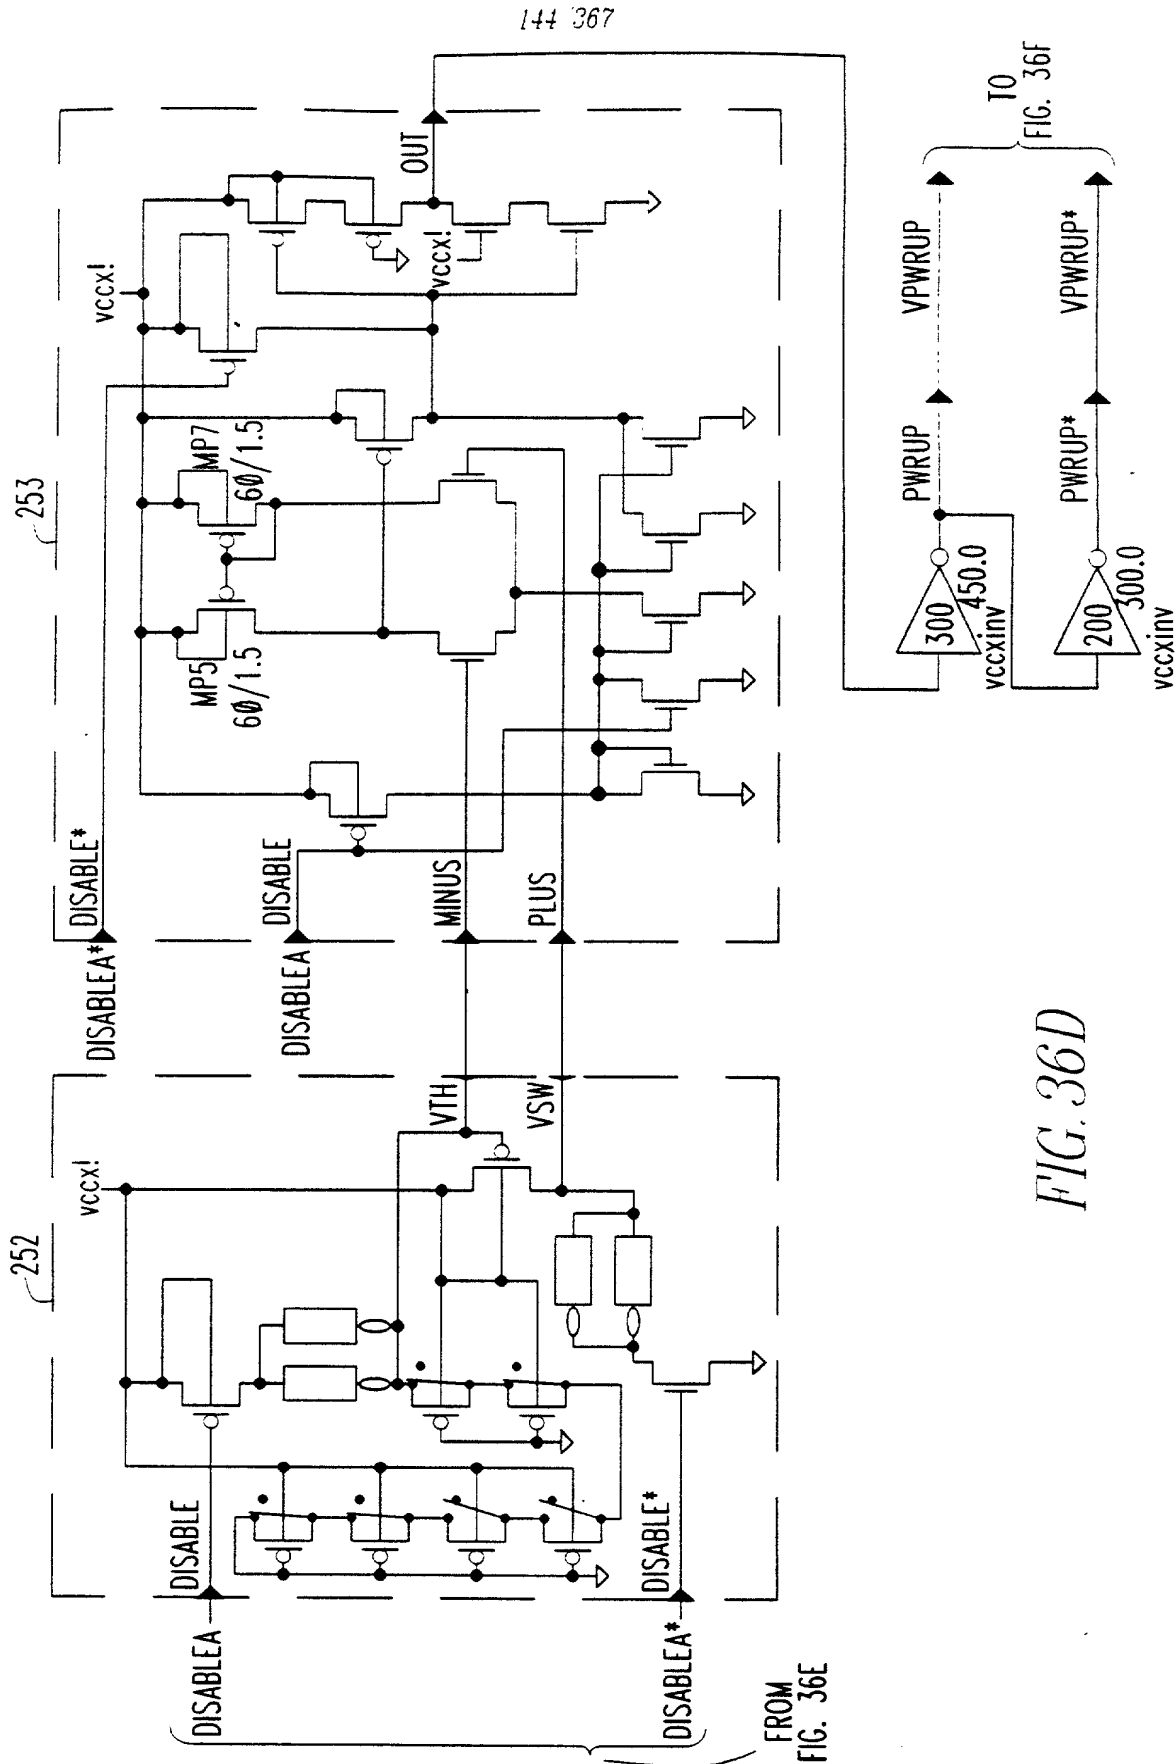 144 367
252
vccx!
DISABLEA
DISABLE
DISABLEA*
DISABLE*
FROM
FIG. 36E
VTH
VSW
253
DISABLEA*
DISABLE*
DISABLEA
DISABLE
MINUS
PLUS
MP5
6Ø/1.5
MP7
6Ø/1.5
vccx!
vccx!
OUT
300
450.0
vccxinv
PWRUP
VPWRUP
200
300.0
vccxinv
PWRUP*
VPWRUP*
TO
FIG. 36F
FIG. 36D